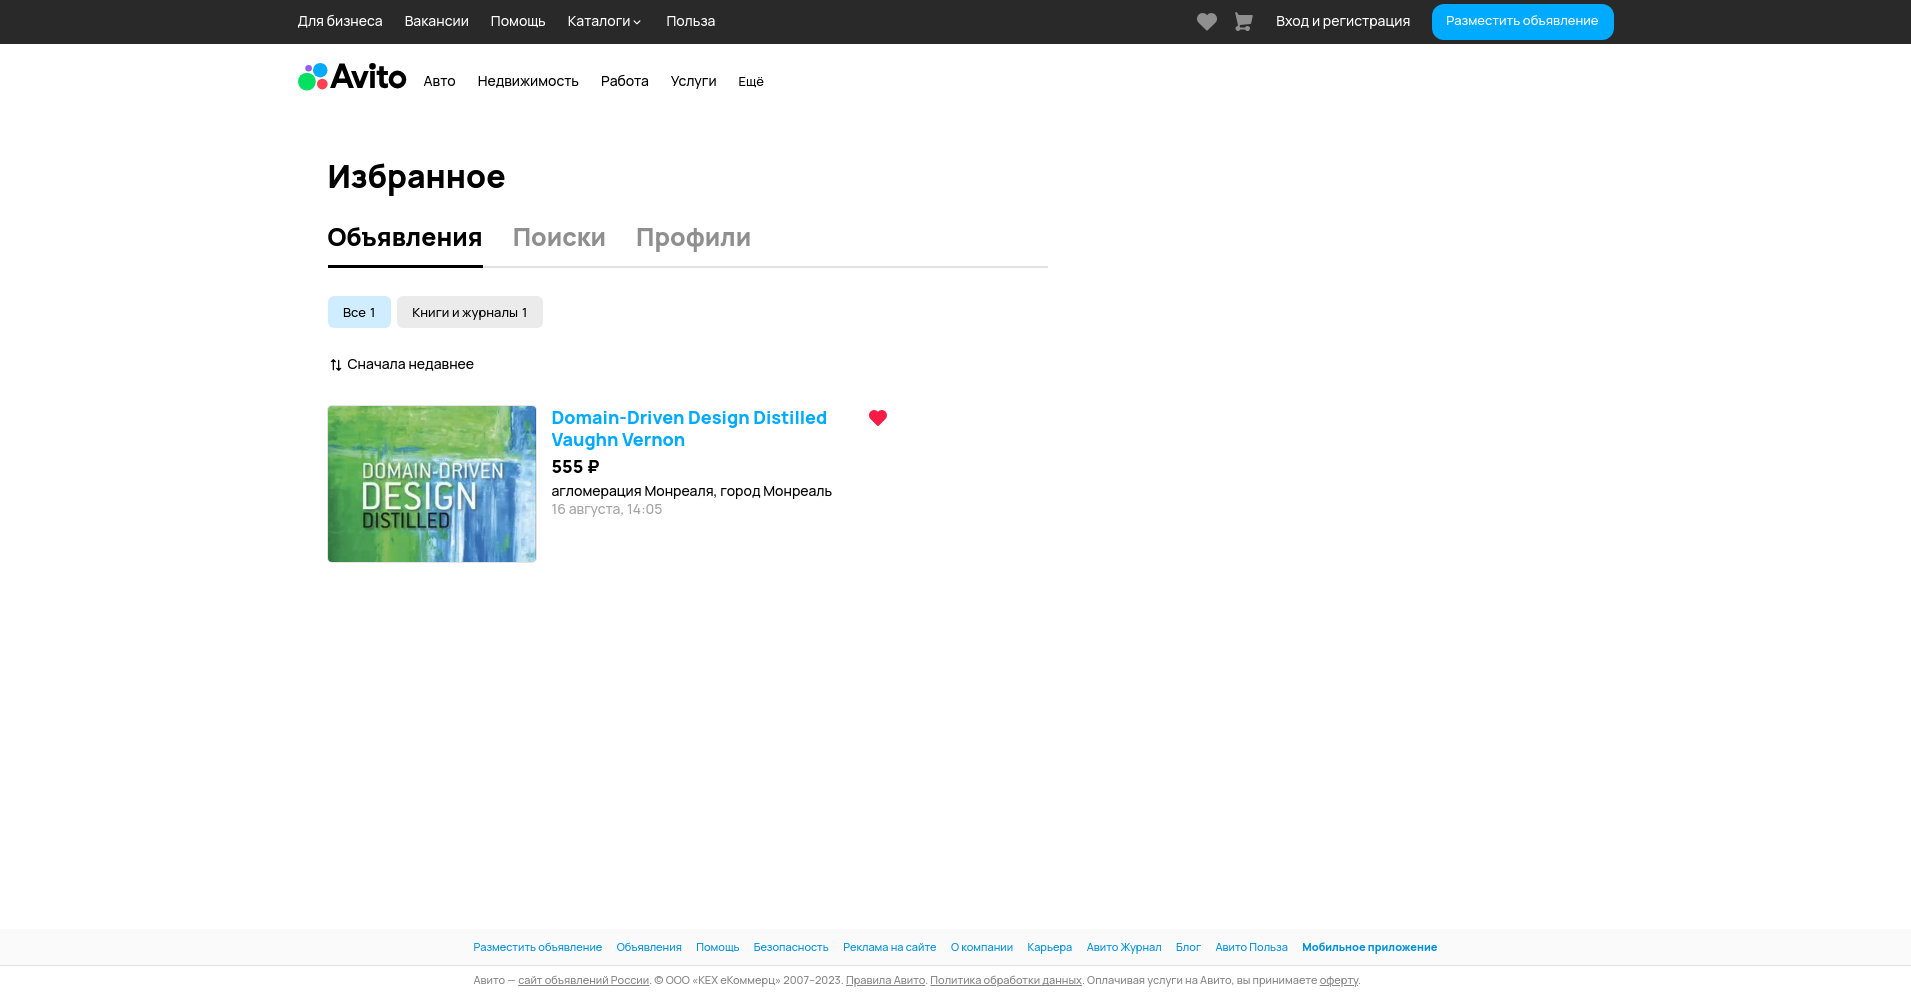 Для бизнеса Вакансии Помощь Каталоги Польза Вход и регистрация Разместить объявление
Avito Авто Недвижимость Работа Услуги Ещё
Избранное
Объявления Поиски Профили
Все 1 Книги и журналы 1
Сначала недавнее
DOMAIN-DRIVEN
DESIGN
DISTILLED
Domain-Driven Design Distilled
Vaughn Vernon
555 ₽
агломерация Монреаля, город Монреаль
16 августа, 14:05
Разместить объявление Объявления Помощь Безопасность Реклама на сайте О компании Карьера Авито Журнал Блог Авито Польза Мобильное приложение
Авито — сайт объявлений России. © ООО «КЕХ еКоммерц» 2007–2023. Правила Авито. Политика обработки данных. Оплачивая услуги на Авито, вы принимаете оферту.